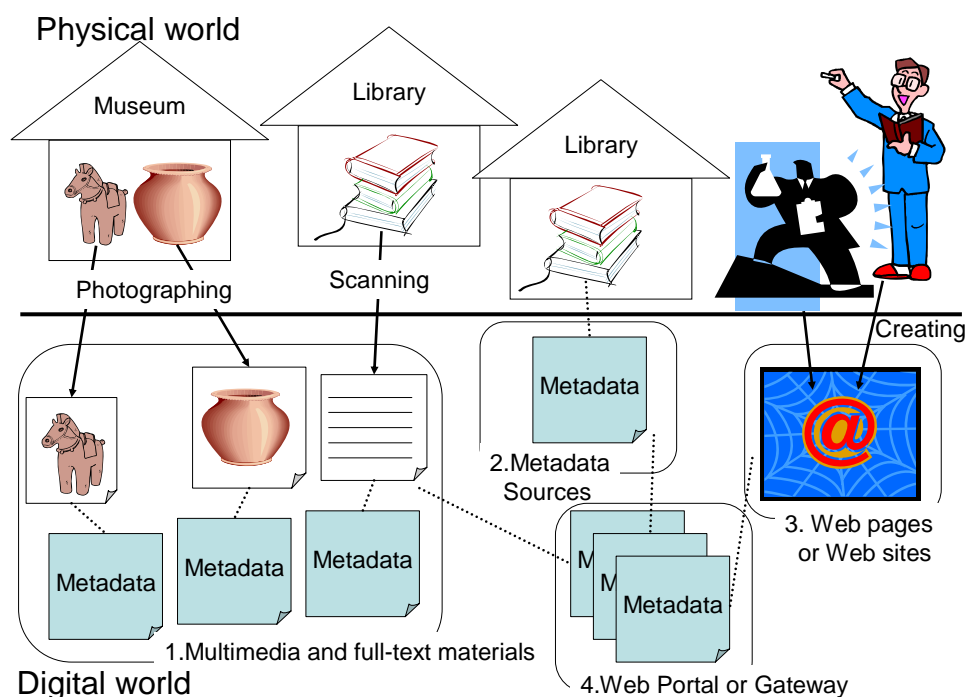 Physical world
Museum
Library
Library
Photographing
Scanning
Creating
Metadata
@
2.Metadata
Sources
3. Web pages
or Web sites
Metadata
Metadata
Metadata
M
M
Metadata
1.Multimedia and full-text materials
4.Web Portal or Gateway
Digital world